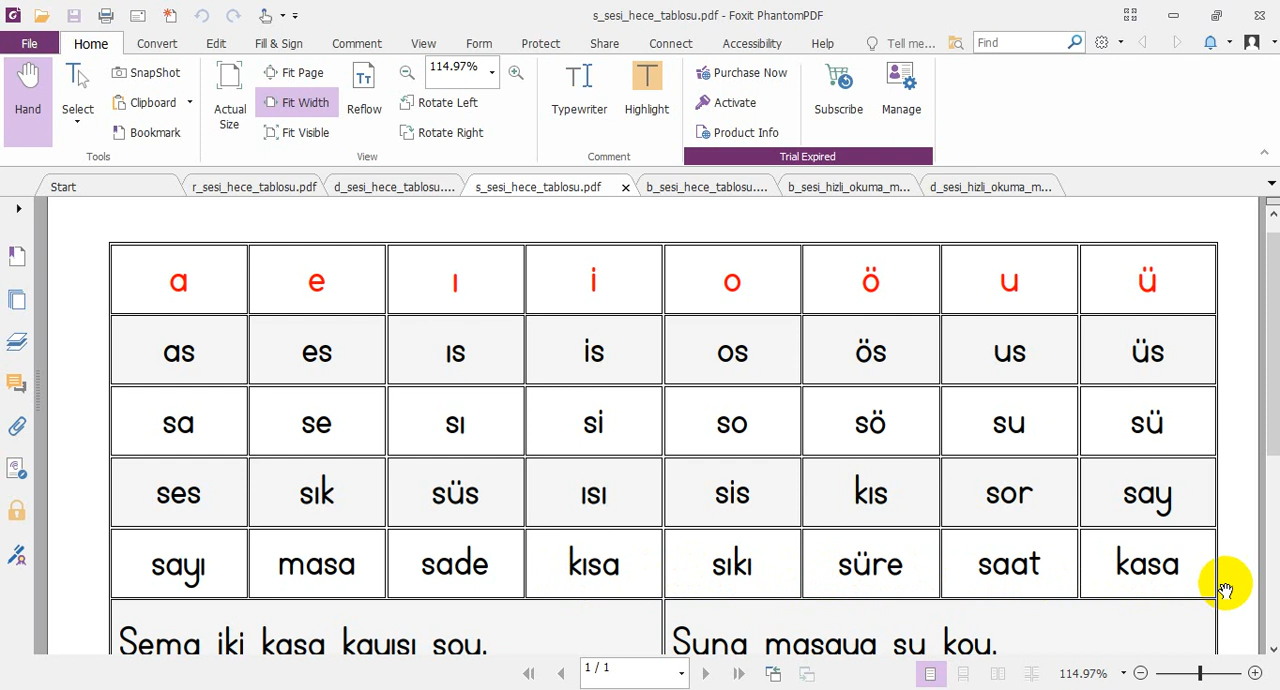 s_sesi_hece_tablosu.pdf - Foxit PhantomPDF
File Home Convert Edit Fill & Sign Comment View Form Protect Share Connect Accessibility Help Tell me... Find
Hand Select SnapShot Clipboard Bookmark
Tools
Actual Size Fit Page Fit Width Fit Visible Reflow
114.97% Rotate Left Rotate Right
View
Typewriter Highlight
Comment
Purchase Now Activate Product Info Subscribe Manage
Trial Expired
Start r_sesi_hece_tablosu.pdf d_sesi_hece_tablosu.... s_sesi_hece_tablosu.pdf b_sesi_hece_tablosu.... b_sesi_hizli_okuma_m... d_sesi_hizli_okuma_m...
a e ı i o ö u ü
as es ıs is os ös us üs
sa se sı si so sö su sü
ses sık süs ısı sis kıs sor say
sayı masa sade kısa sıkı süre saat kasa
Sema iki kasa kayısı soy. Suna masaya su koy.
1 / 1 114.97%